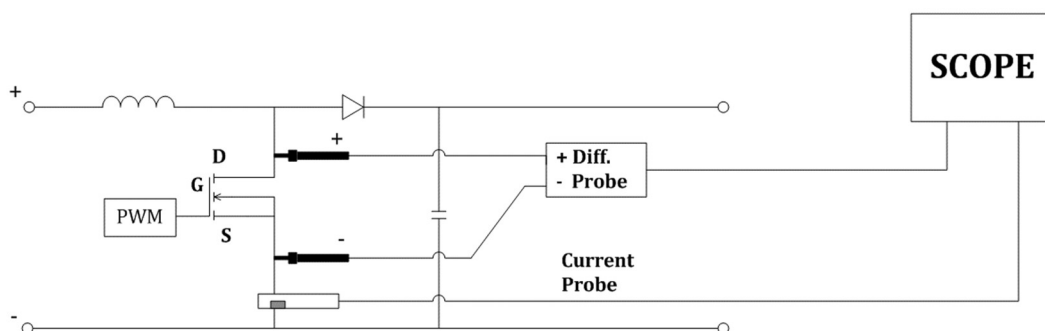 SCOPE
+
+
D
+ Diff.
- Probe
G
PWM
S
-
Current
Probe
-